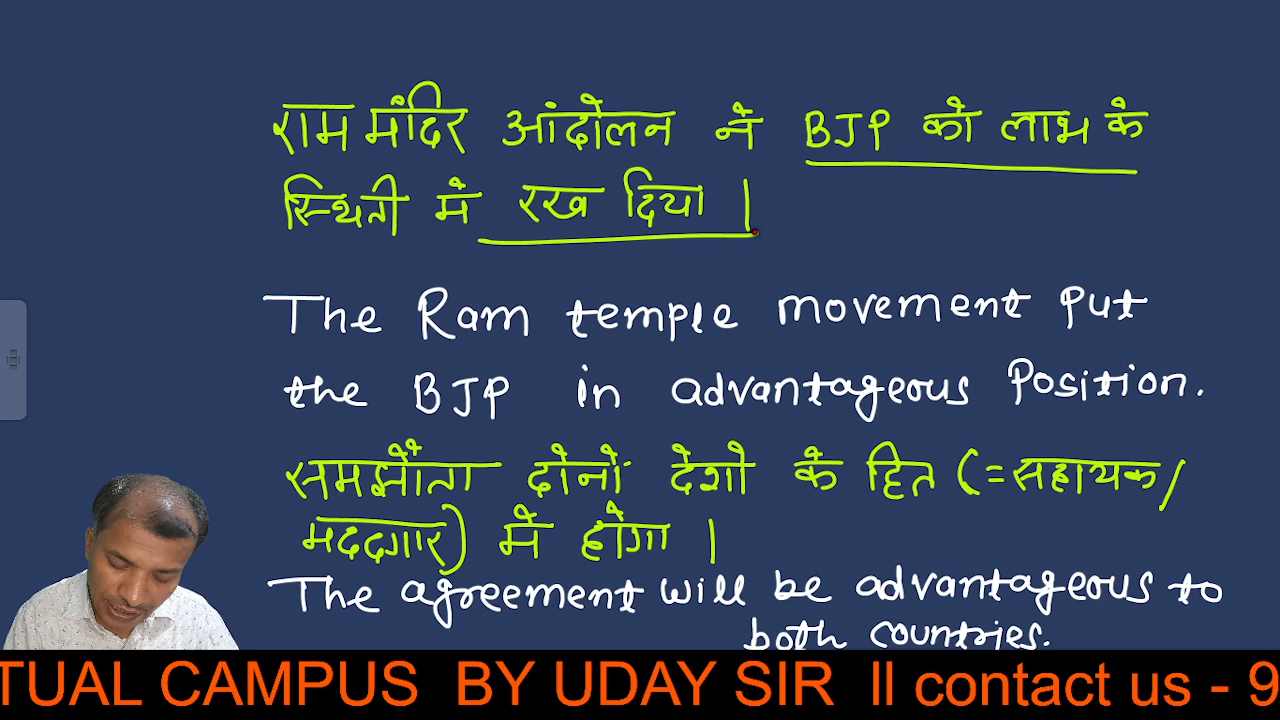 राम मंदिर आंदोलन ने BJP को लाभ के
स्थिती में रख दिया |
The Ram temple movement put
the BJP in advantageous Position.
समझौता दोनों देशो के हित (=सहायक/
मददगार) में होगा |
The agreement will be advantageous to
both countries.
TUAL CAMPUS BY UDAY SIR ll contact us - 9